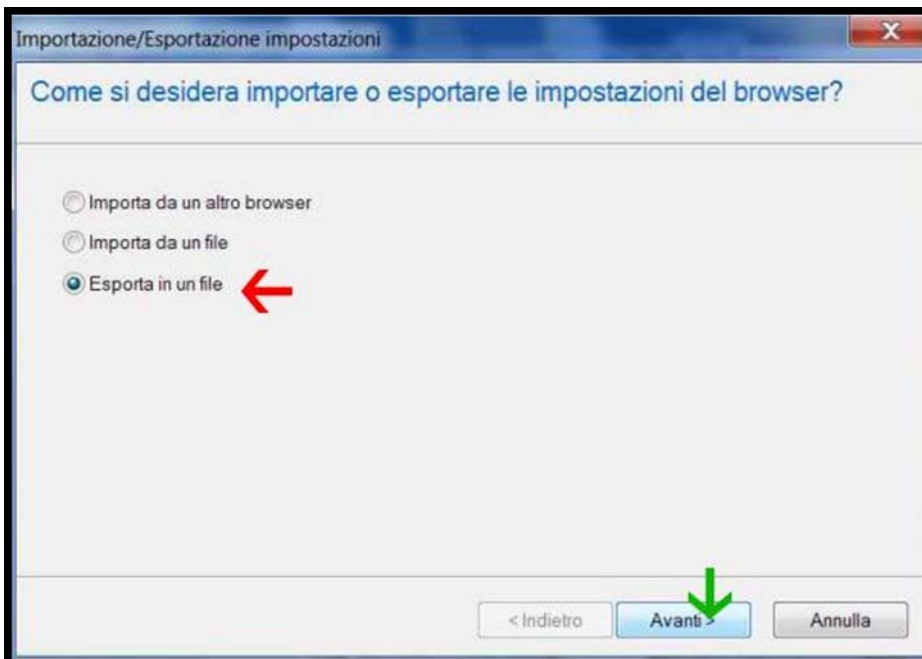 Importazione/Esportazione impostazioni
Come si desidera importare o esportare le impostazioni del browser?
Importa da un altro browser
Importa da un file
Esporta in un file
< Indietro
Avanti >
Annulla